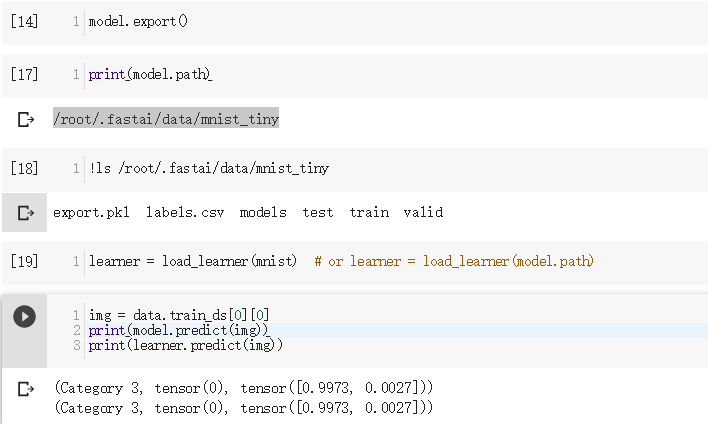 [14] 1 model.export()
[17] 1 print(model.path)
/root/.fastai/data/mnist_tiny
[18] 1 !ls /root/.fastai/data/mnist_tiny
export.pkl labels.csv models test train valid
[19] 1 learner = load_learner(mnist) # or learner = load_learner(model.path)
1 img = data.train_ds[0][0]
2 print(model.predict(img))
3 print(learner.predict(img))
(Category 3, tensor(0), tensor([0.9973, 0.0027]))
(Category 3, tensor(0), tensor([0.9973, 0.0027]))